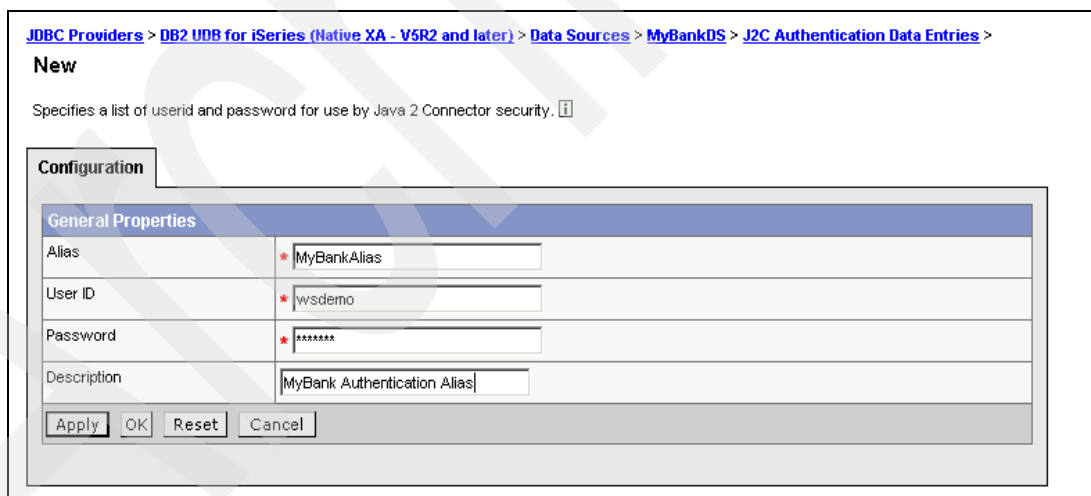 JDBC Providers > DB2 UDB for iSeries (Native XA - V5R2 and later) > Data Sources > MyBankDS > J2C Authentication Data Entries >
New
Specifies a list of userid and password for use by Java 2 Connector security. i
Configuration
General Properties
Alias * MyBankAlias
User ID * wsdemo
Password * *******
Description MyBank Authentication Alias
Apply OK Reset Cancel